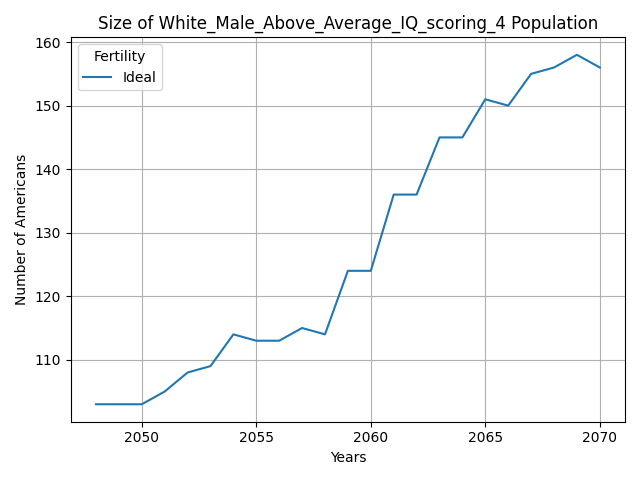 Size of White_Male_Above_Average_IQ_scoring_4 Population
160
150
140
130
120
110
Number of Americans
Fertility
Ideal
2050 2055 2060 2065 2070
Years